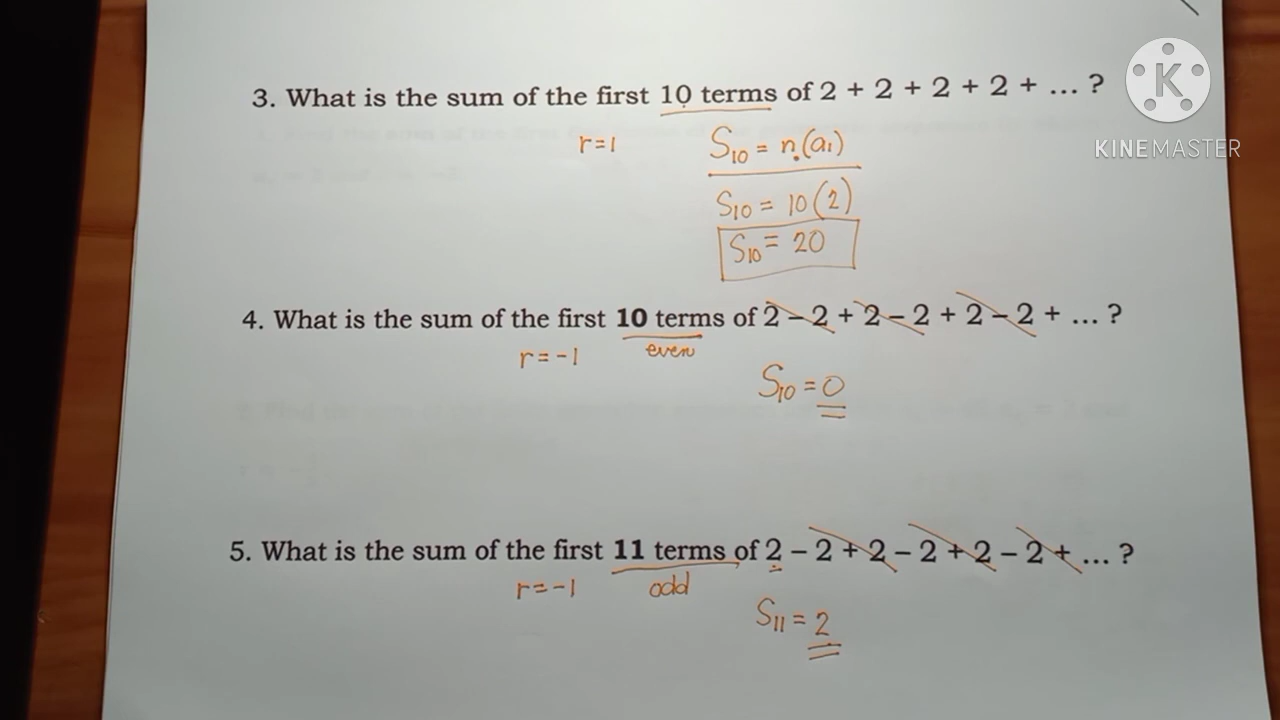 3. What is the sum of the first 10 terms of 2 + 2 + 2 + 2 + ... ?
KINEMASTER
r=1
S10 = n(a1)
S10 = 10(2)
S10 = 20
4. What is the sum of the first 10 terms of 2 – 2 + 2 – 2 + 2 – 2 + ... ?
r=-1
even
S10 = 0
5. What is the sum of the first 11 terms of 2 – 2 + 2 – 2 + 2 – 2 + ... ?
r=-1
odd
S11 = 2